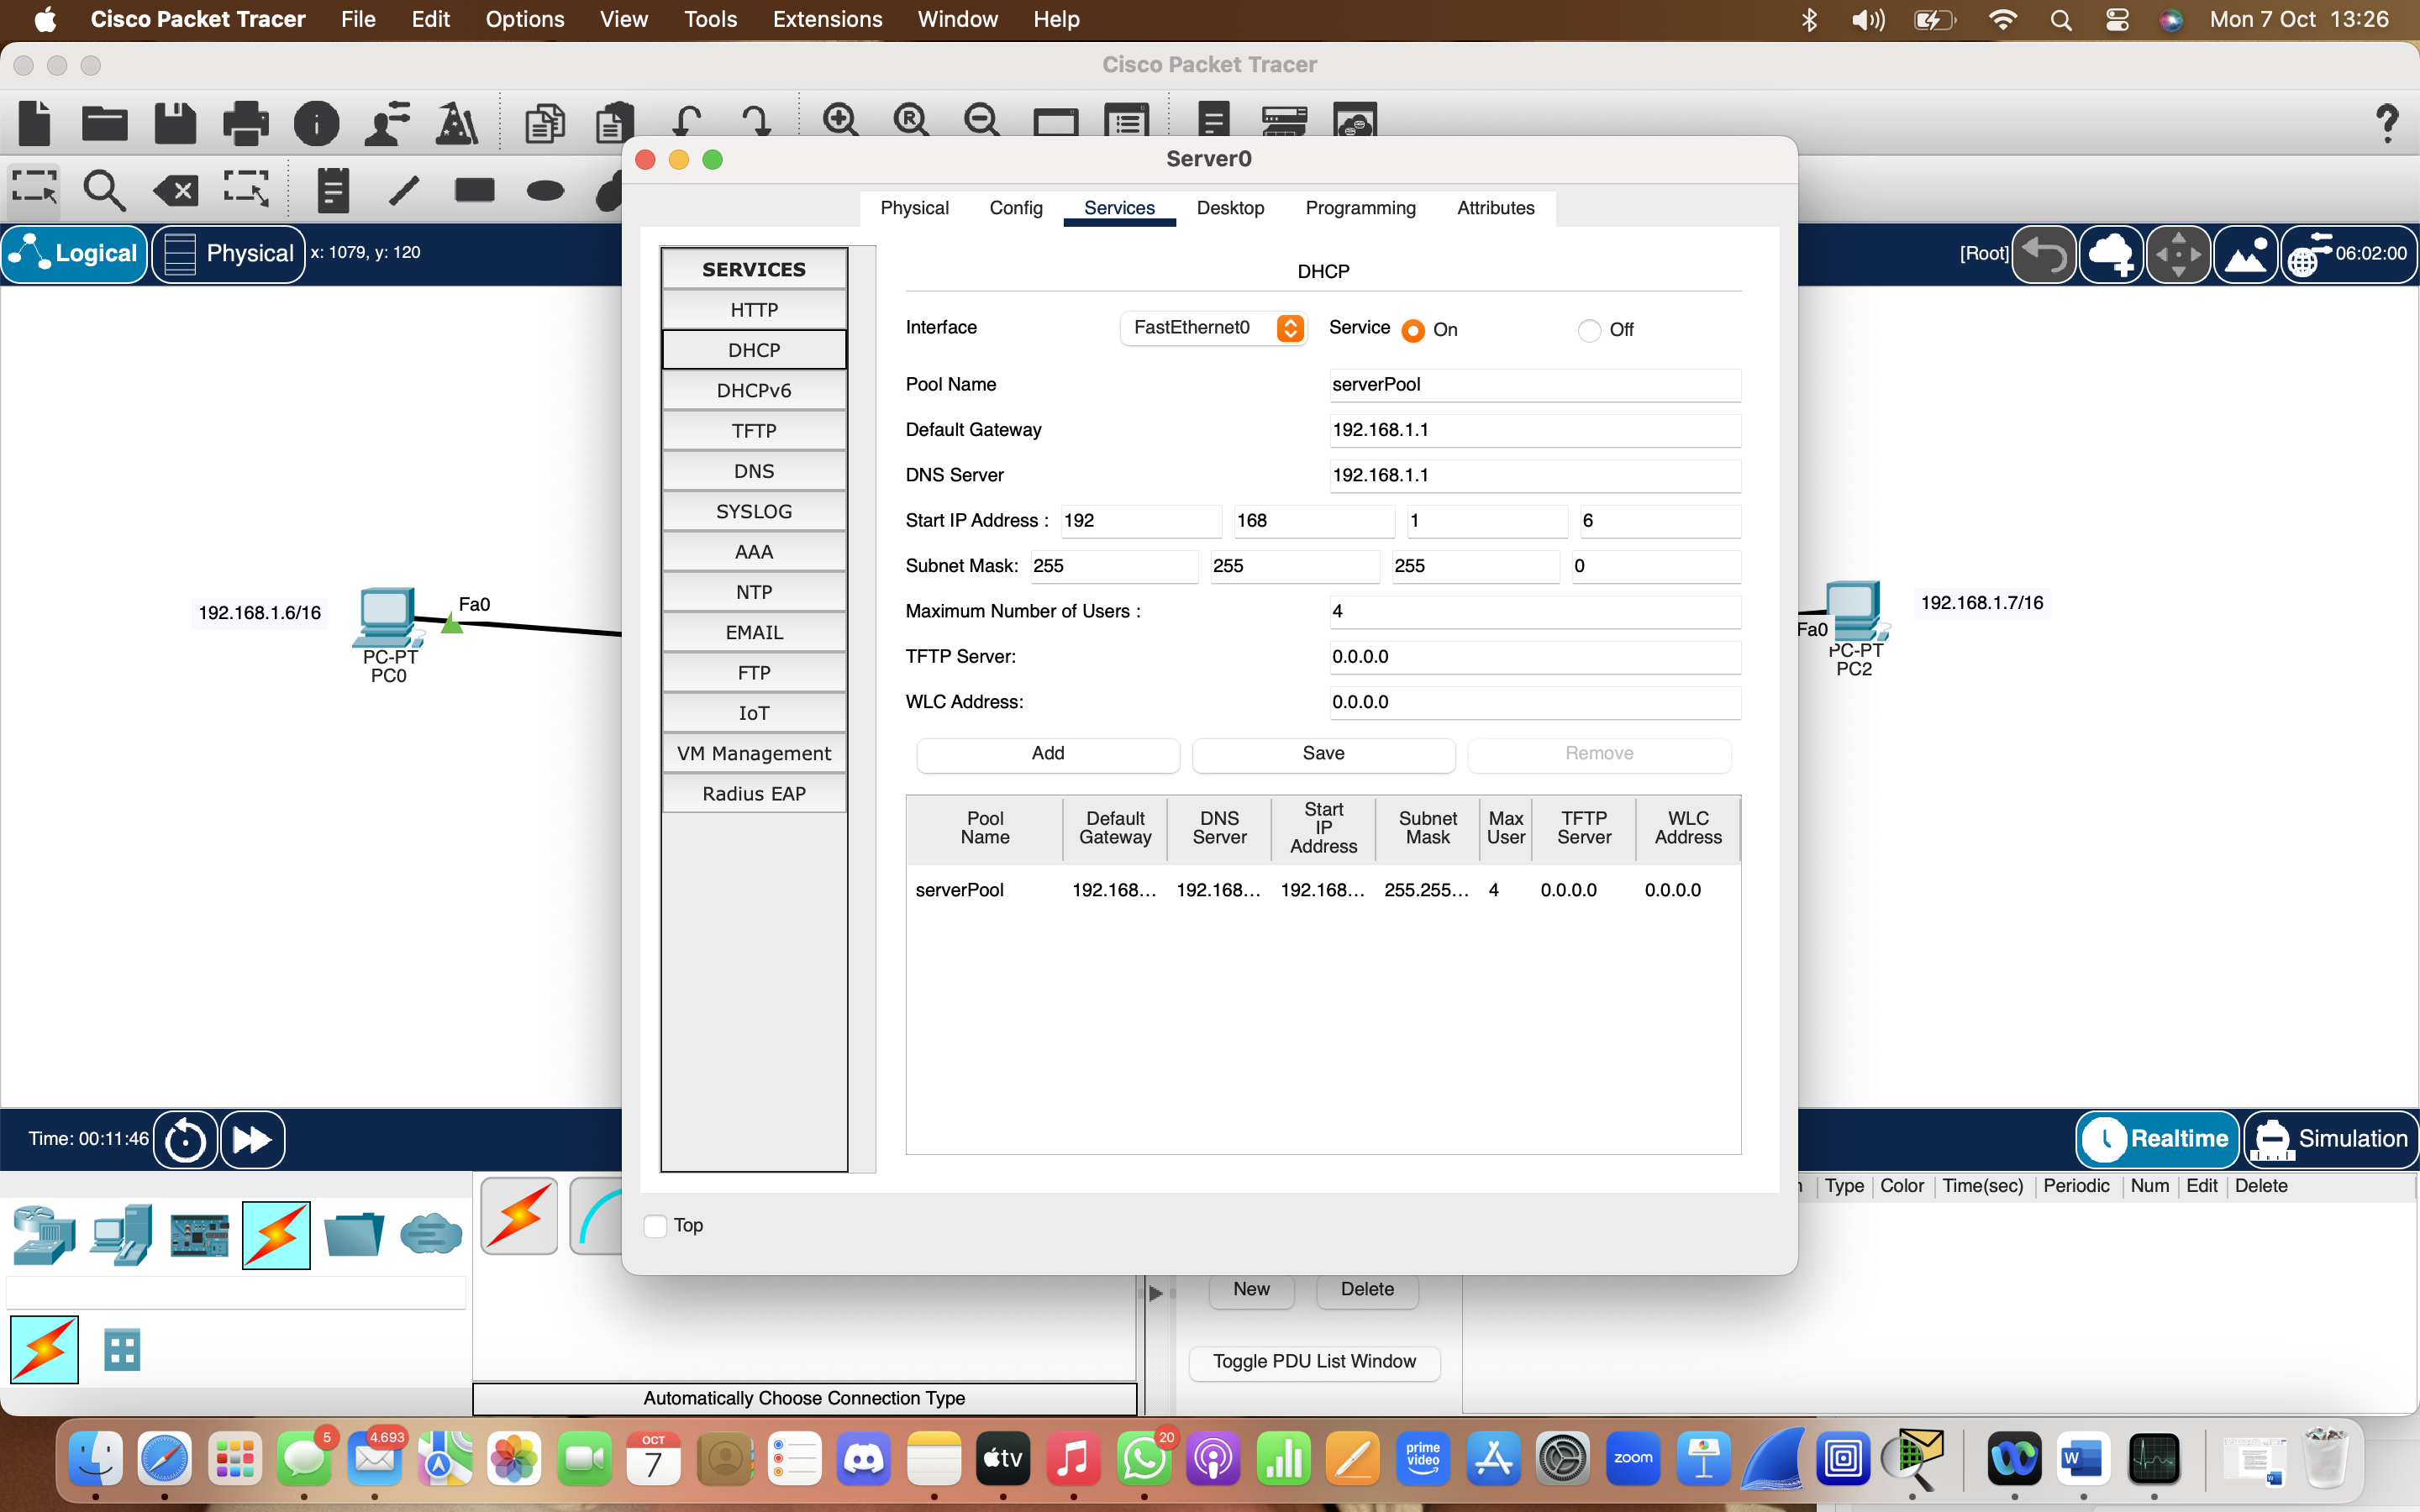 Cisco Packet Tracer File Edit Options View Tools Extensions Window Help Mon 7 Oct 13:26
Cisco Packet Tracer
Server0
Physical Config Services Desktop Programming Attributes
Logical Physical x: 1079, y: 120 [Root] 06:02:00
SERVICES
HTTP
DHCP
DHCPv6
TFTP
DNS
SYSLOG
AAA
NTP
EMAIL
FTP
IoT
VM Management
Radius EAP
DHCP
Interface FastEthernet0 Service On Off
Pool Name serverPool
Default Gateway 192.168.1.1
DNS Server 192.168.1.1
Start IP Address : 192 168 1 6
Subnet Mask: 255 255 255 0
Maximum Number of Users : 4
TFTP Server: 0.0.0.0
WLC Address: 0.0.0.0
Add Save Remove
Pool Name Default Gateway DNS Server Start IP Address Subnet Mask Max User TFTP Server WLC Address
serverPool 192.168... 192.168... 192.168... 255.255... 4 0.0.0.0 0.0.0.0
Top
192.168.1.6/16
Fa0
PC-PT
PC0
192.168.1.7/16
Fa0
PC-PT
PC2
Time: 00:11:46 Realtime Simulation
Type Color Time(sec) Periodic Num Edit Delete
New Delete
Toggle PDU List Window
Automatically Choose Connection Type
5
4.693
OCT
7
tv
20
prime
video
zoom
W